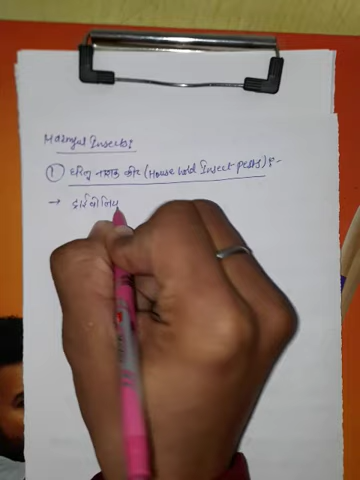 Harmful Insects:
① घरेलू नाशक कीट (House hold Insect Pests):-
→